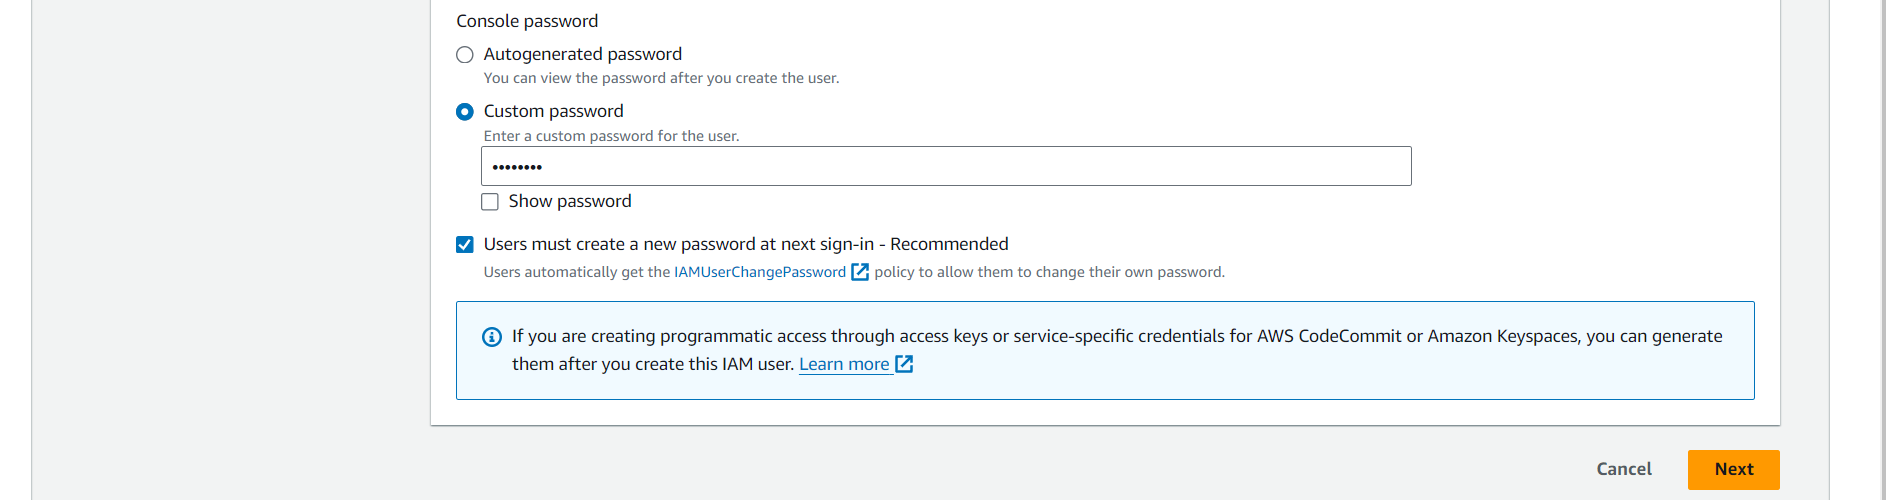 Console password
Autogenerated password
You can view the password after you create the user.
Custom password
Enter a custom password for the user.
••••••••
Show password
Users must create a new password at next sign-in - Recommended
Users automatically get the IAMUserChangePassword policy to allow them to change their own password.
If you are creating programmatic access through access keys or service-specific credentials for AWS CodeCommit or Amazon Keyspaces, you can generate
them after you create this IAM user. Learn more
Cancel Next